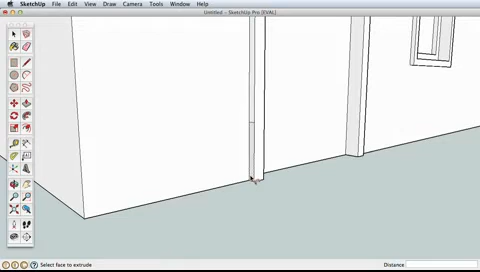 SketchUp File Edit View Draw Camera Tools Window Help
Untitled - SketchUp Pro [EVAL]
Select face to extrude
Distance